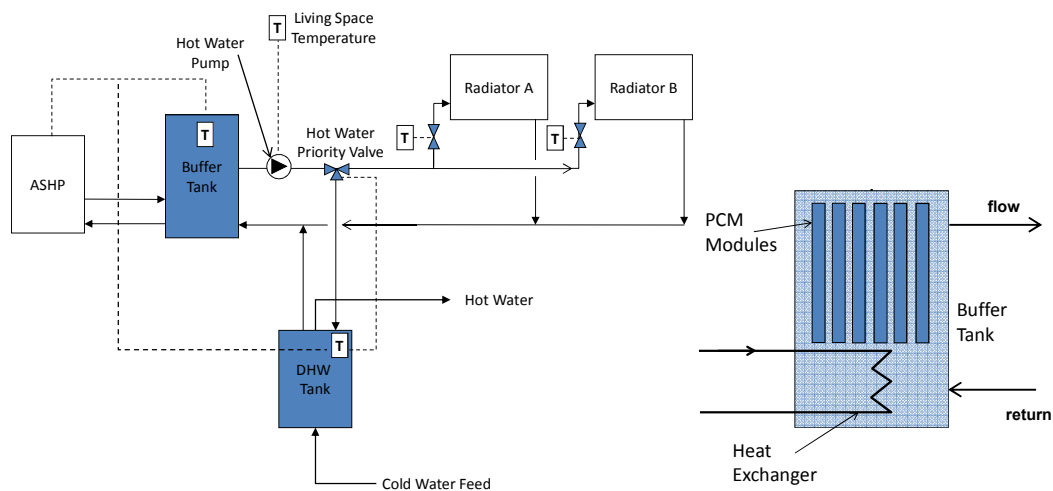 T
Living Space
Temperature
Hot Water
Pump
Radiator A
Radiator B
T
Hot Water
Priority Valve
T
T
Buffer
Tank
ASHP
PCM
Modules
flow
Hot Water
Buffer
Tank
T
DHW
Tank
return
Heat
Exchanger
Cold Water Feed